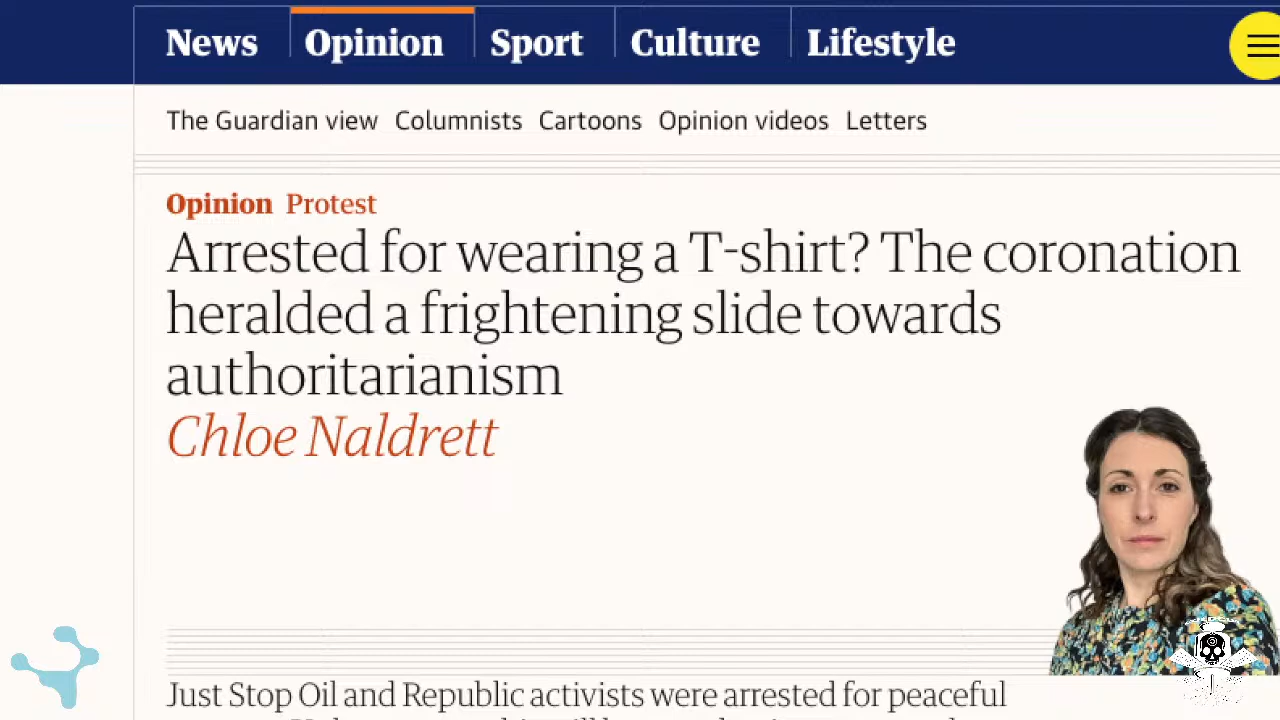 News Opinion Sport Culture Lifestyle
The Guardian view Columnists Cartoons Opinion videos Letters
Opinion Protest
Arrested for wearing a T-shirt? The coronation
heralded a frightening slide towards
authoritarianism
Chloe Naldrett
Just Stop Oil and Republic activists were arrested for peaceful